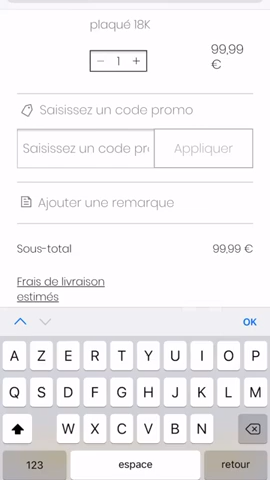 plaqué 18K
− 1 +
99,99
€
Saisissez un code promo
Saisissez un code pro
Appliquer
Ajouter une remarque
Sous-total
99,99 €
Frais de livraison
estimés
OK
A Z E R T Y U I O P
Q S D F G H J K L M
W X C V B N
123
espace
retour